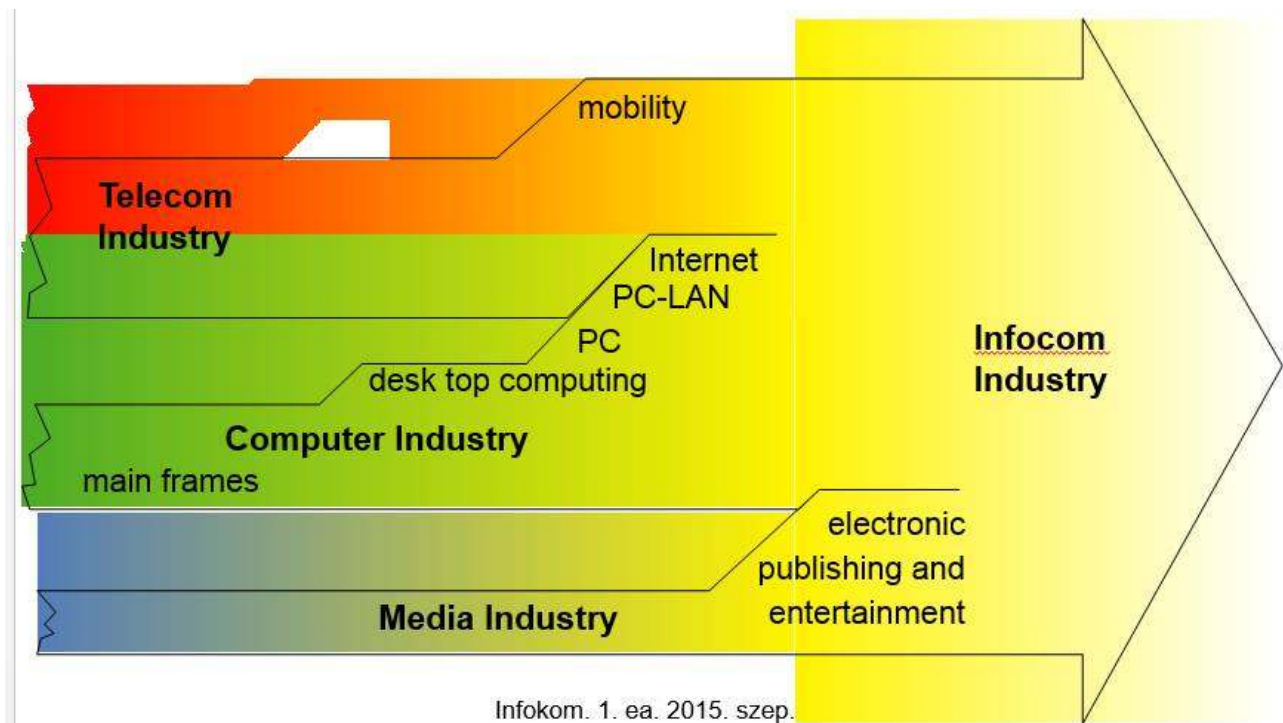 mobility
Telecom
Industry
Internet
PC-LAN
PC
desk top computing
Infocom
Industry
Computer Industry
main frames
electronic
publishing and
entertainment
Media Industry
Infokom. 1. ea. 2015. szep.